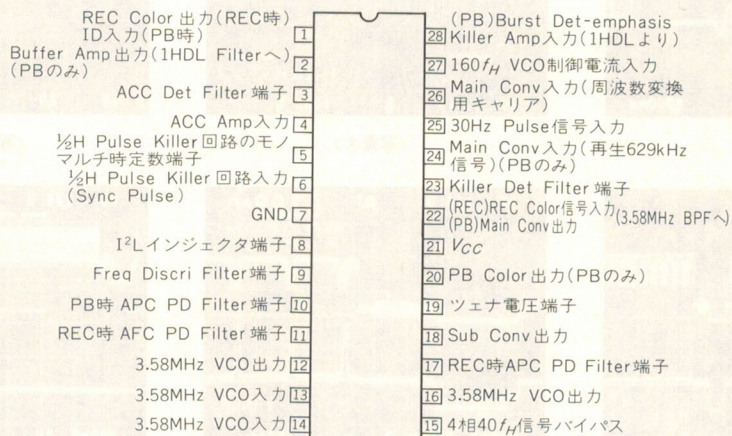 REC Color 出力(REC時)
ID入力(PB時)
1
Buffer Amp出力(1HDL Filterへ)
(PBのみ)
2
ACC Det Filter端子 3
ACC Amp入力 4
½H Pulse Killer回路のモノ
マルチ時定数端子
5
½H Pulse Killer回路入力
(Sync Pulse)
6
GND 7
I²Lインジェクタ端子 8
Freq Discri Filter端子 9
PB時 APC PD Filter端子 10
REC時 AFC PD Filter端子 11
3.58MHz VCO出力 12
3.58MHz VCO入力 13
3.58MHz VCO入力 14
(PB)Burst Det-emphasis
28 Killer Amp入力(1HDLより)
27 160fH VCO制御電流入力
26 Main Conv入力(周波数変換
用キャリア)
25 30Hz Pulse信号入力
24 Main Conv入力(再生629kHz
信号)(PBのみ)
23 Killer Det Filter端子
22 (REC)REC Color信号入力
(PB)Main Conv出力
(3.58MHz BPFへ)
21 VCC
20 PB Color出力(PBのみ)
19 ツェナ電圧端子
18 Sub Conv出力
17 REC時APC PD Filter端子
16 3.58MHz VCO出力
15 4相40fH信号バイパス